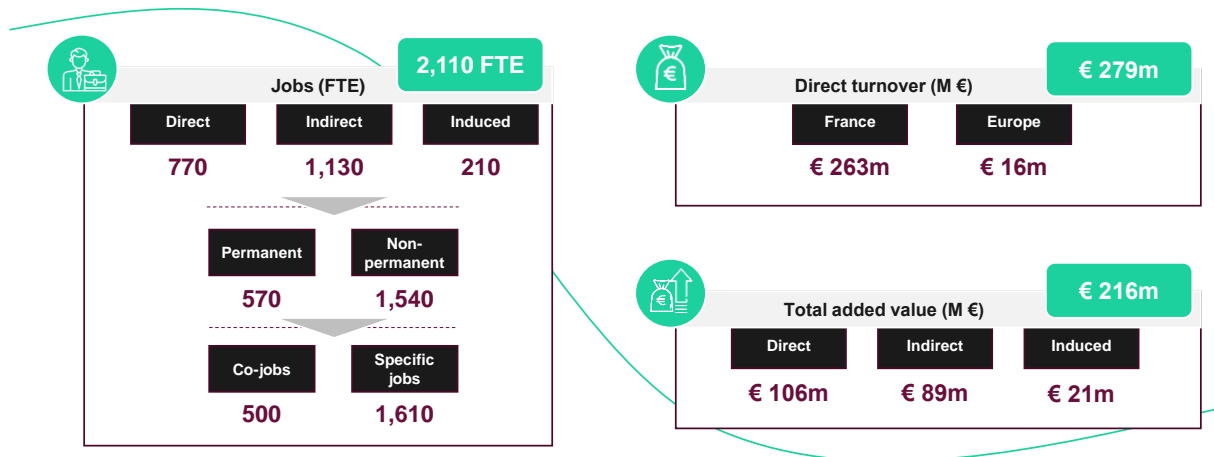 2,110 FTE
Jobs (FTE)
Direct Indirect Induced
770 1,130 210
Permanent Non-
permanent
570 1,540
Co-jobs Specific
jobs
500 1,610
€
€ 279m
Direct turnover (M €)
France Europe
€ 263m € 16m
€
€ 216m
Total added value (M €)
Direct Indirect Induced
€ 106m € 89m € 21m